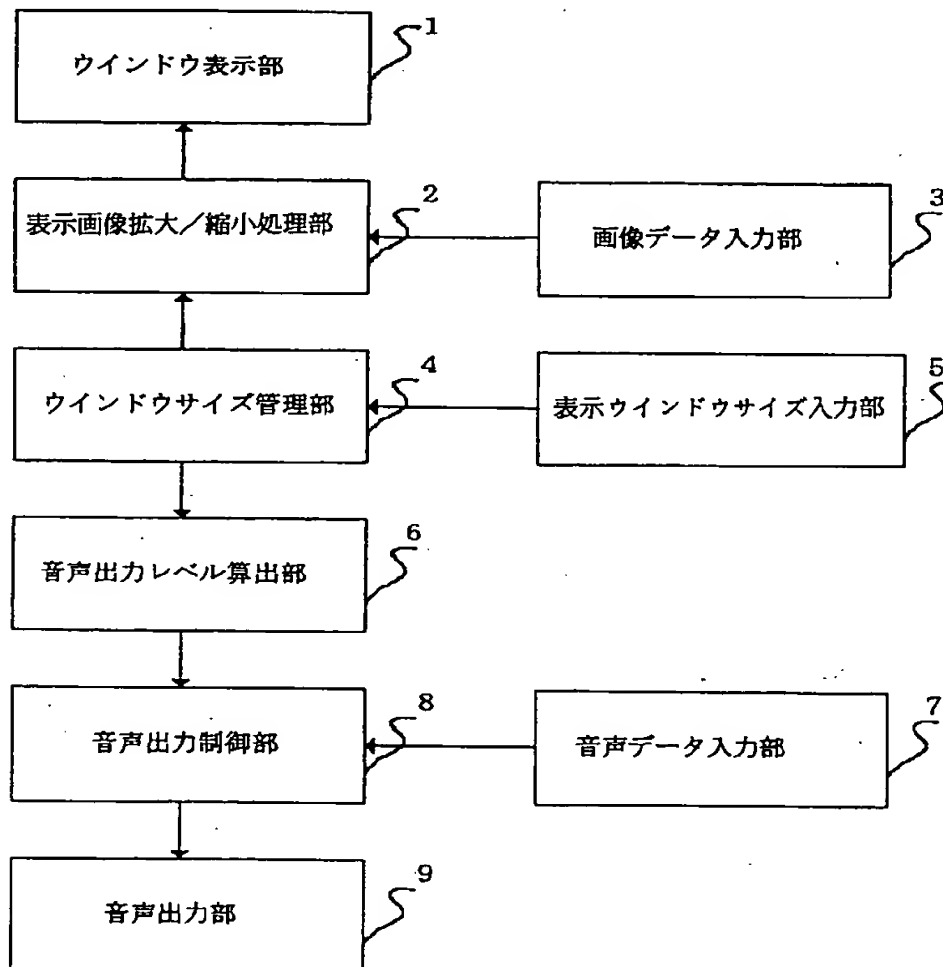 1
ウインドウ表示部
2
表示画像拡大／縮小処理部
3
画像データ入力部
4
ウインドウサイズ管理部
5
表示ウインドウサイズ入力部
6
音声出力レベル算出部
8
音声出力制御部
7
音声データ入力部
9
音声出力部